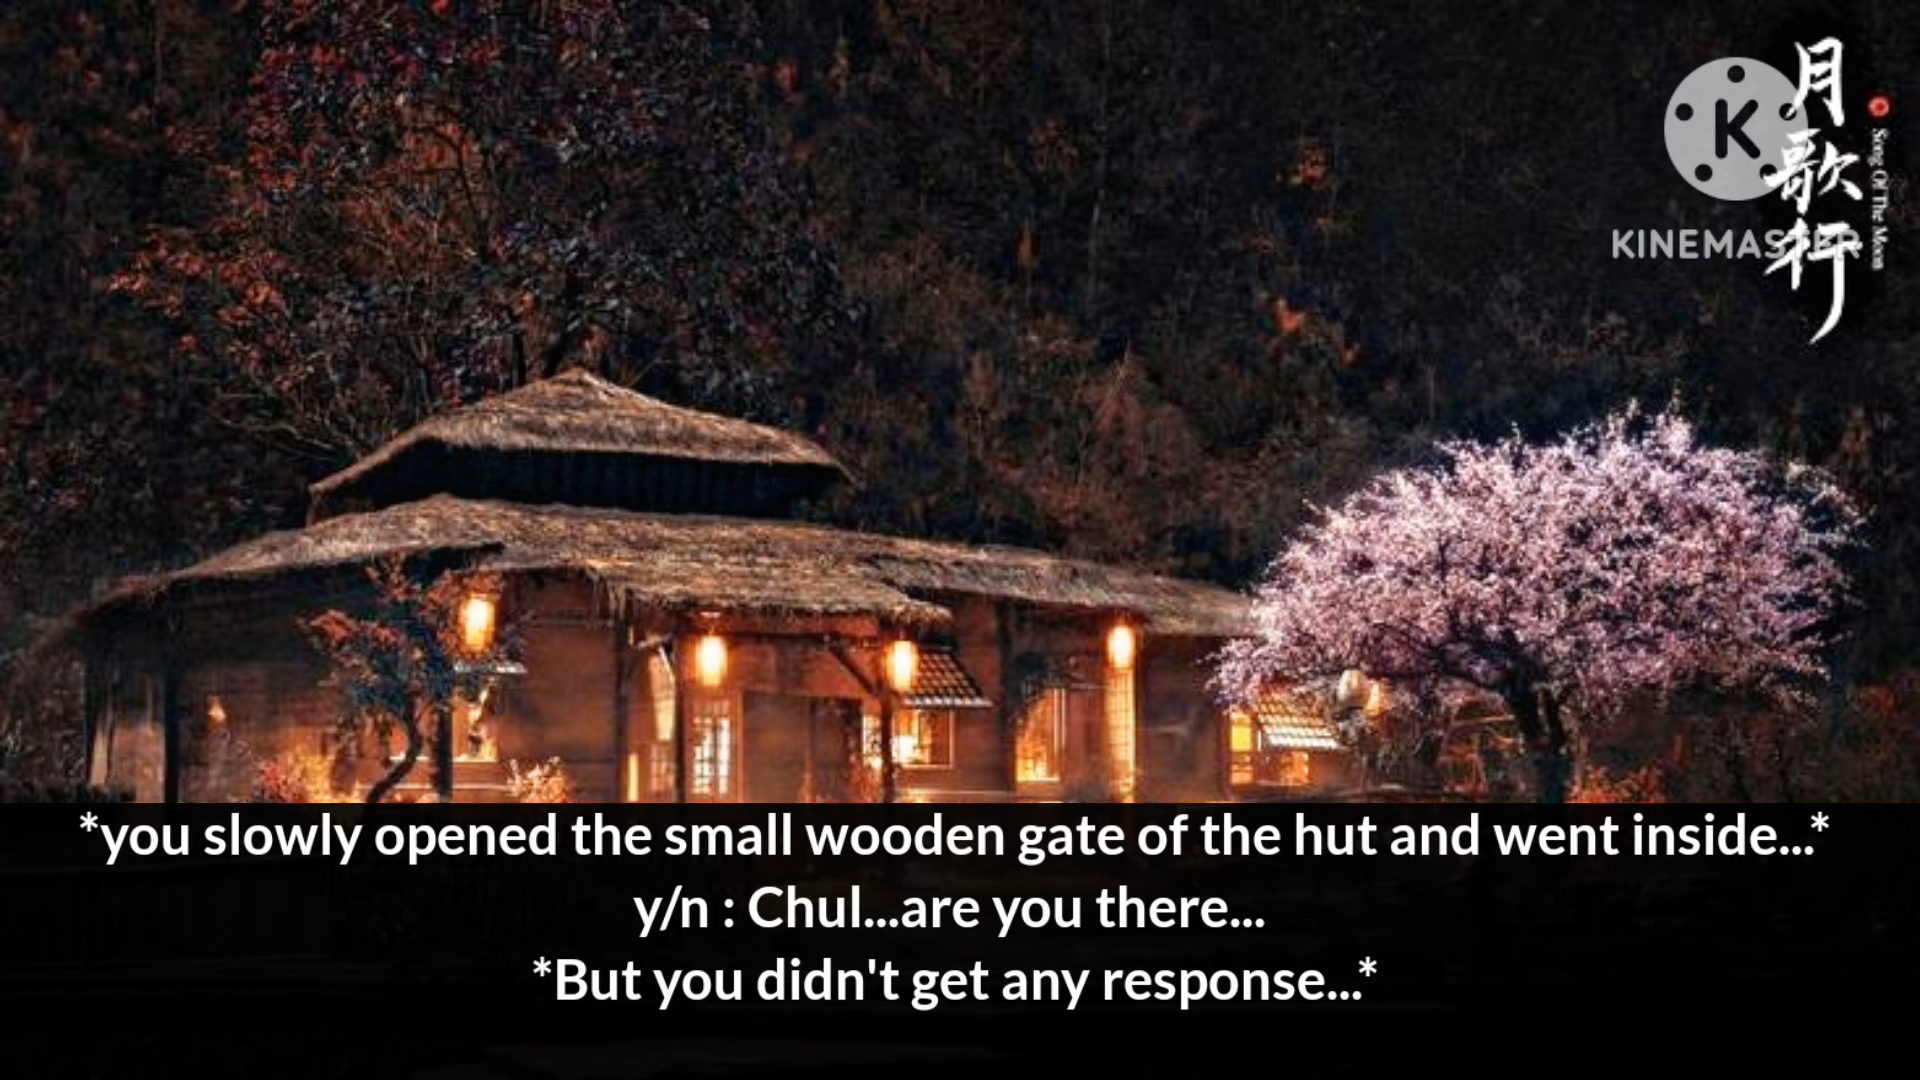 月歌行
Song Of The Moon
K
KINEMASTER
*you slowly opened the small wooden gate of the hut and went inside...*
y/n : Chul...are you there...
*But you didn't get any response...*